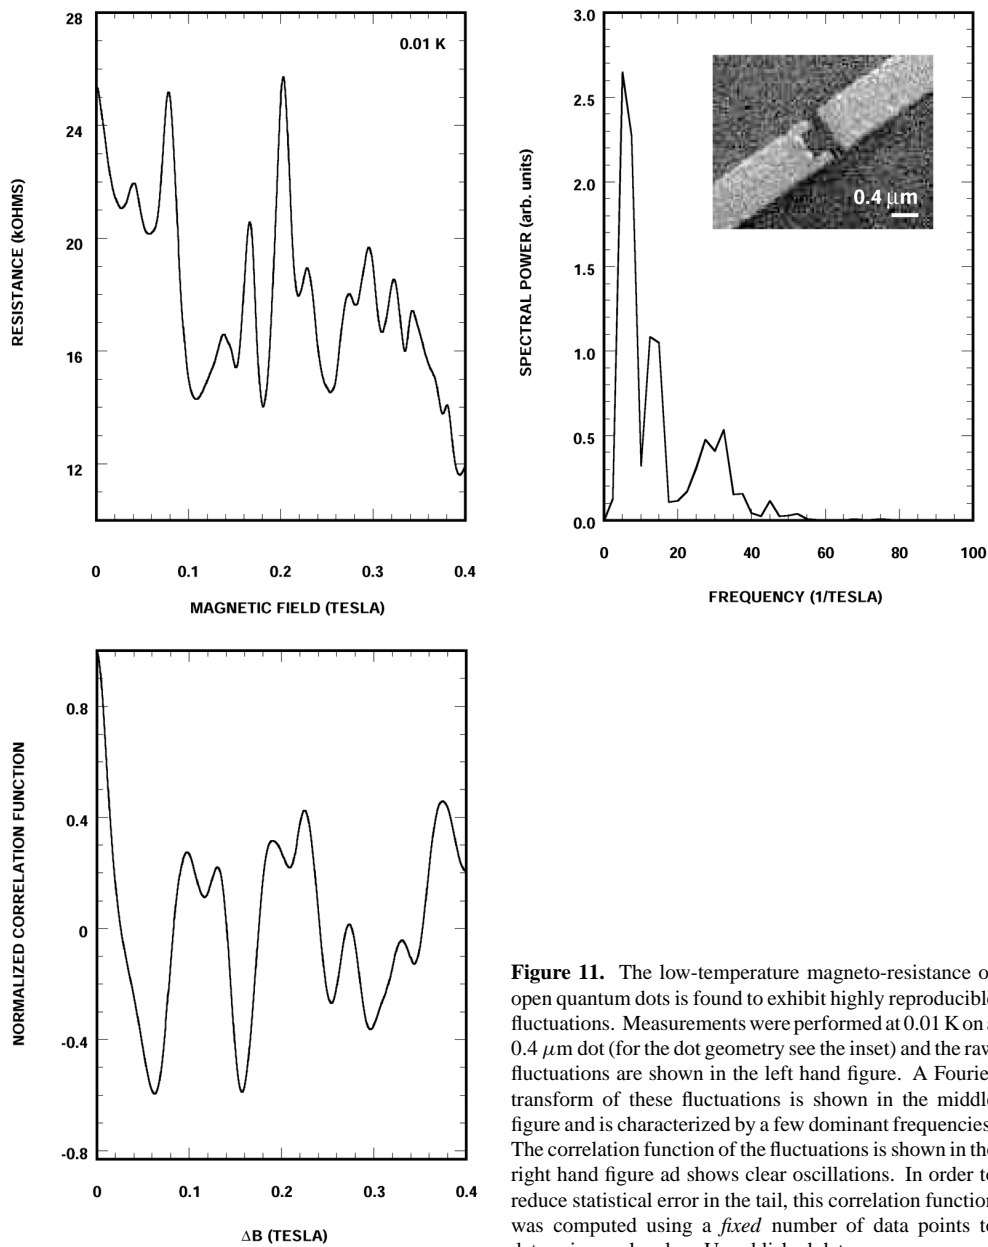 28
24
20
16
12
RESISTANCE (kOHMS)
0.01 K
0
0.1
0.2
0.3
0.4
MAGNETIC FIELD (TESLA)
3.0
2.5
2.0
1.5
1.0
0.5
0.0
SPECTRAL POWER (arb. units)
0.4 μm
0
20
40
60
80
100
FREQUENCY (1/TESLA)
0.8
0.4
0
-0.4
-0.8
NORMALIZED CORRELATION FUNCTION
0
0.1
0.2
0.3
0.4
ΔB (TESLA)
Figure 11. The low-temperature magneto-resistance
open quantum dots is found to exhibit highly reproducible
fluctuations. Measurements were performed at 0.01 K on
0.4 μm dot (for the dot geometry see the inset) and the raw
fluctuations are shown in the left hand figure. A Fourie
transform of these fluctuations is shown in the middle
figure and is characterized by a few dominant frequencies
The correlation function of the fluctuations is shown in the
right hand figure ad shows clear oscillations. In order to
reduce statistical error in the tail, this correlation function
was computed using a fixed number of data points to